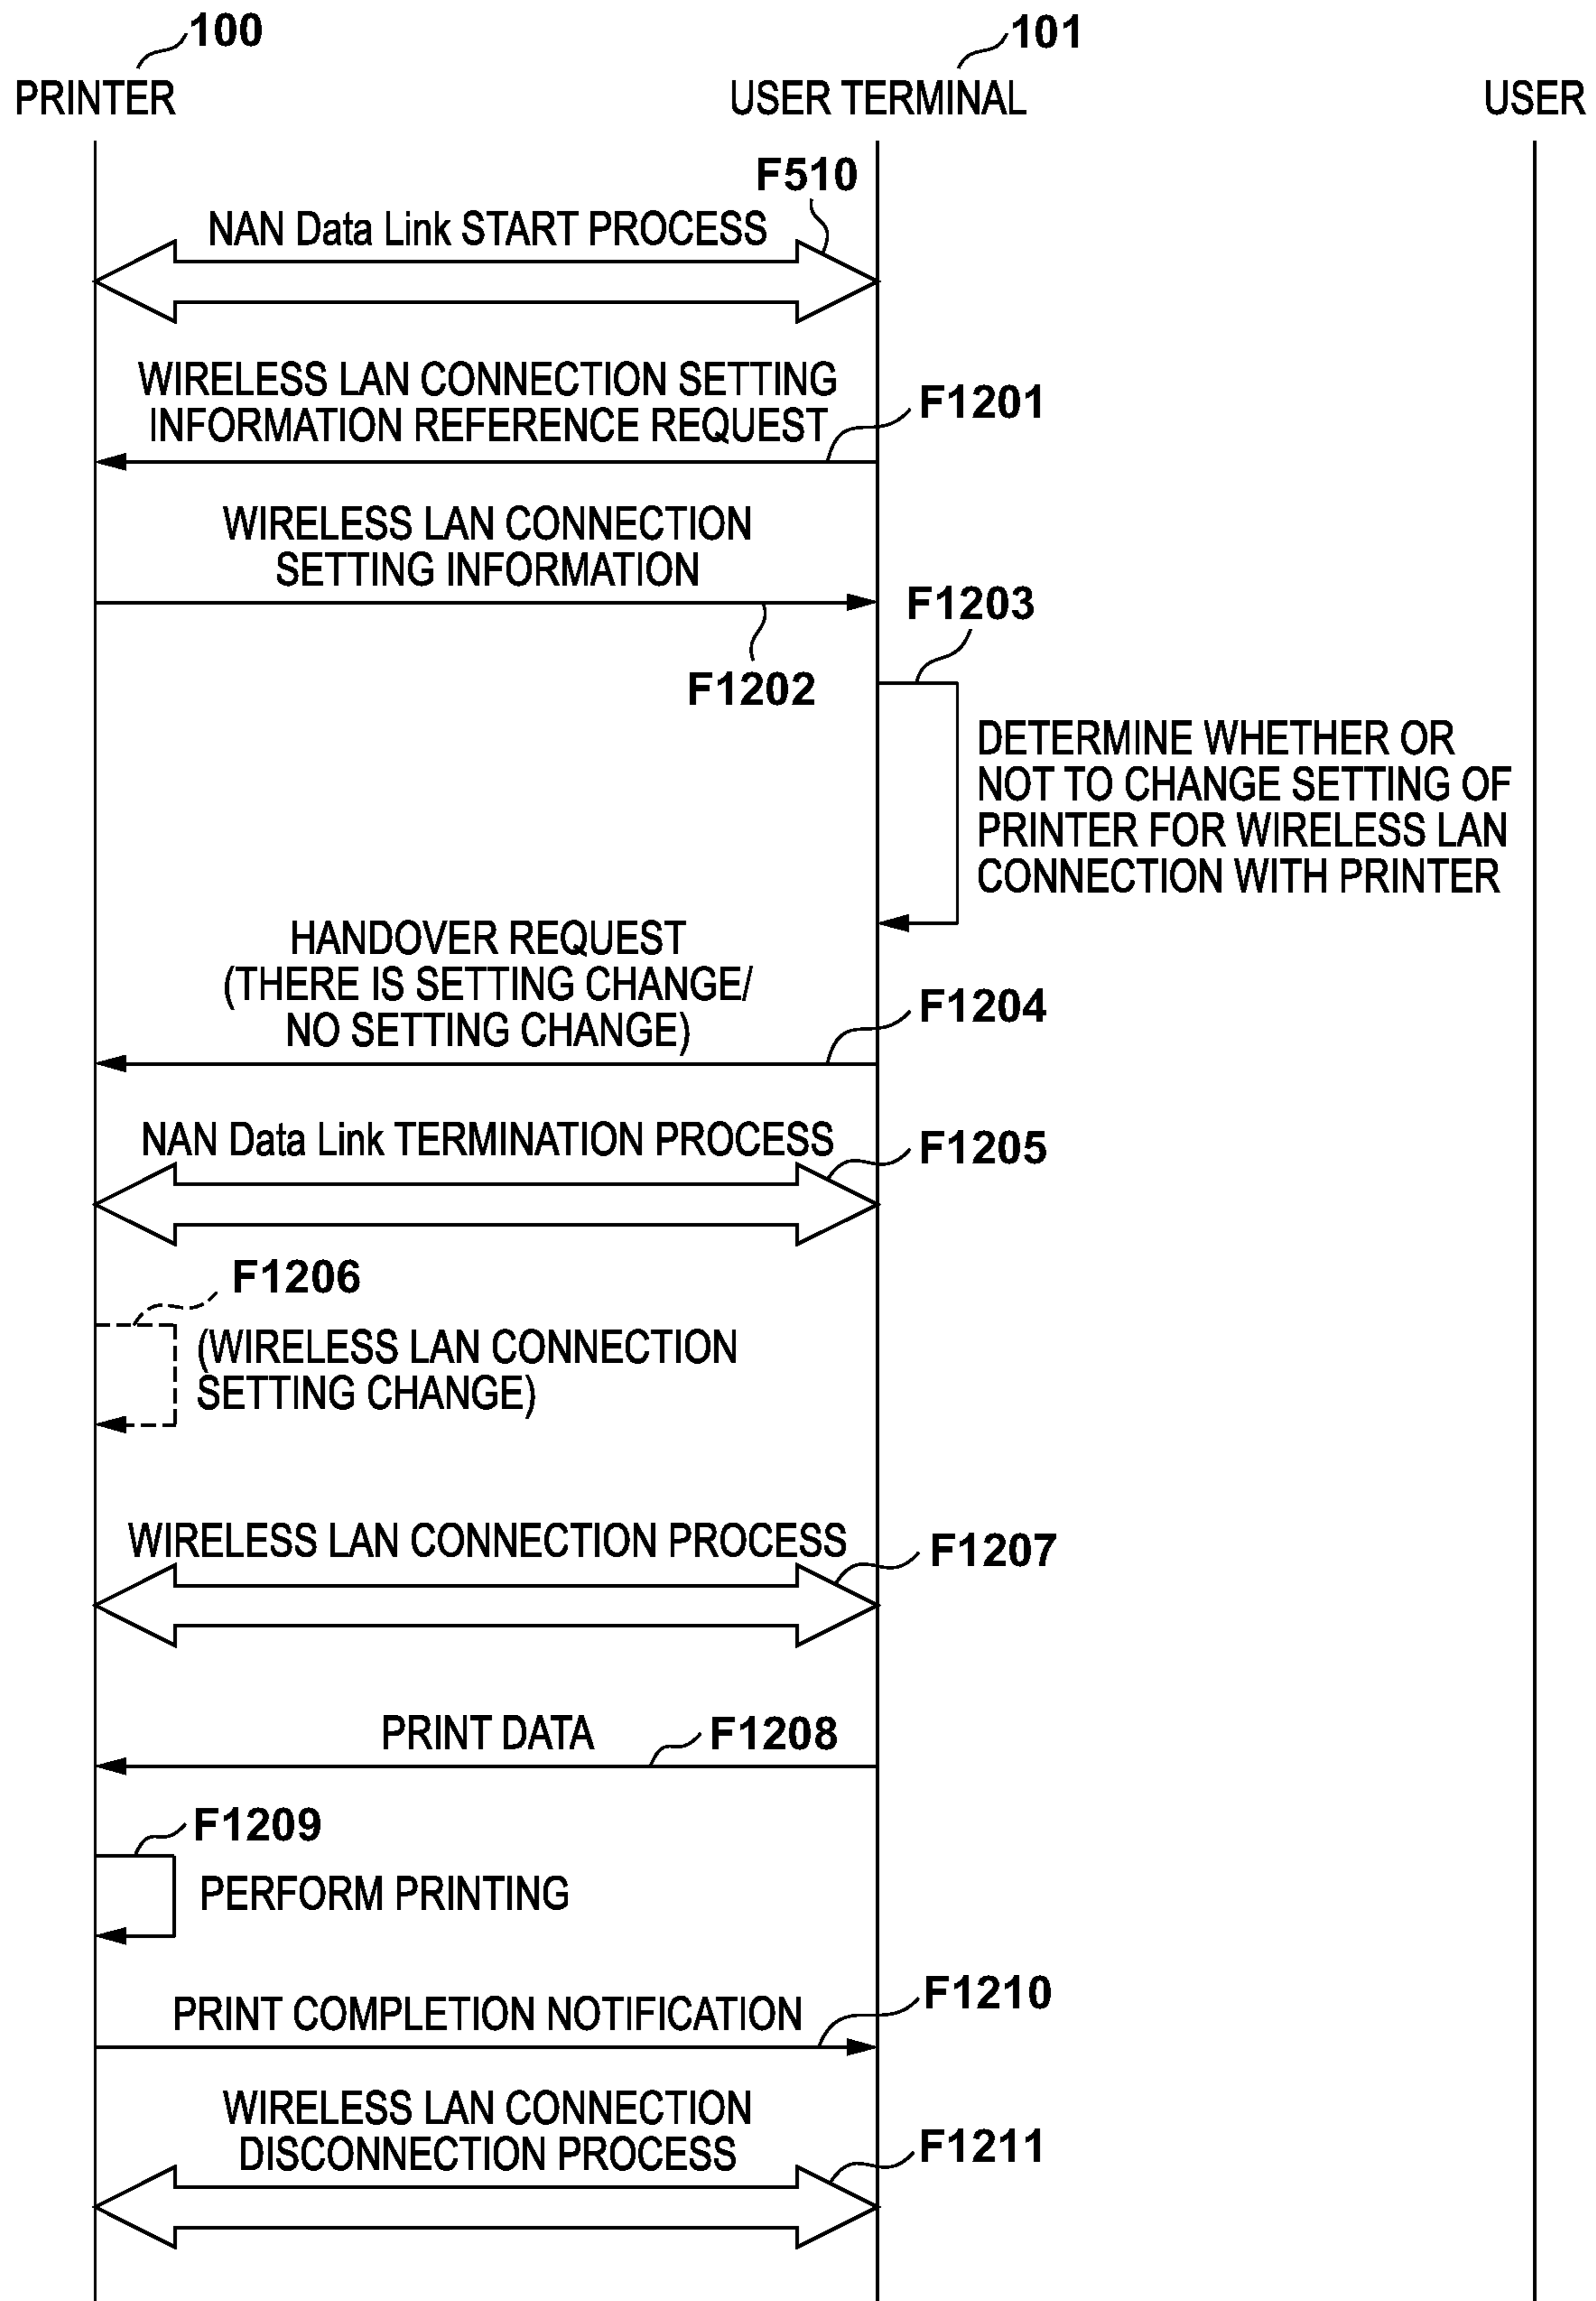 100
101
PRINTER
USER TERMINAL
USER
F510
NAN Data Link START PROCESS
WIRELESS LAN CONNECTION SETTING
INFORMATION REFERENCE REQUEST
F1201
WIRELESS LAN CONNECTION
SETTING INFORMATION
F1202
F1203
DETERMINE WHETHER OR
NOT TO CHANGE SETTING OF
PRINTER FOR WIRELESS LAN
CONNECTION WITH PRINTER
HANDOVER REQUEST
(THERE IS SETTING CHANGE/
NO SETTING CHANGE)
F1204
NAN Data Link TERMINATION PROCESS
F1205
F1206
(WIRELESS LAN CONNECTION
SETTING CHANGE)
WIRELESS LAN CONNECTION PROCESS
F1207
PRINT DATA
F1208
F1209
PERFORM PRINTING
PRINT COMPLETION NOTIFICATION
F1210
WIRELESS LAN CONNECTION
DISCONNECTION PROCESS
F1211